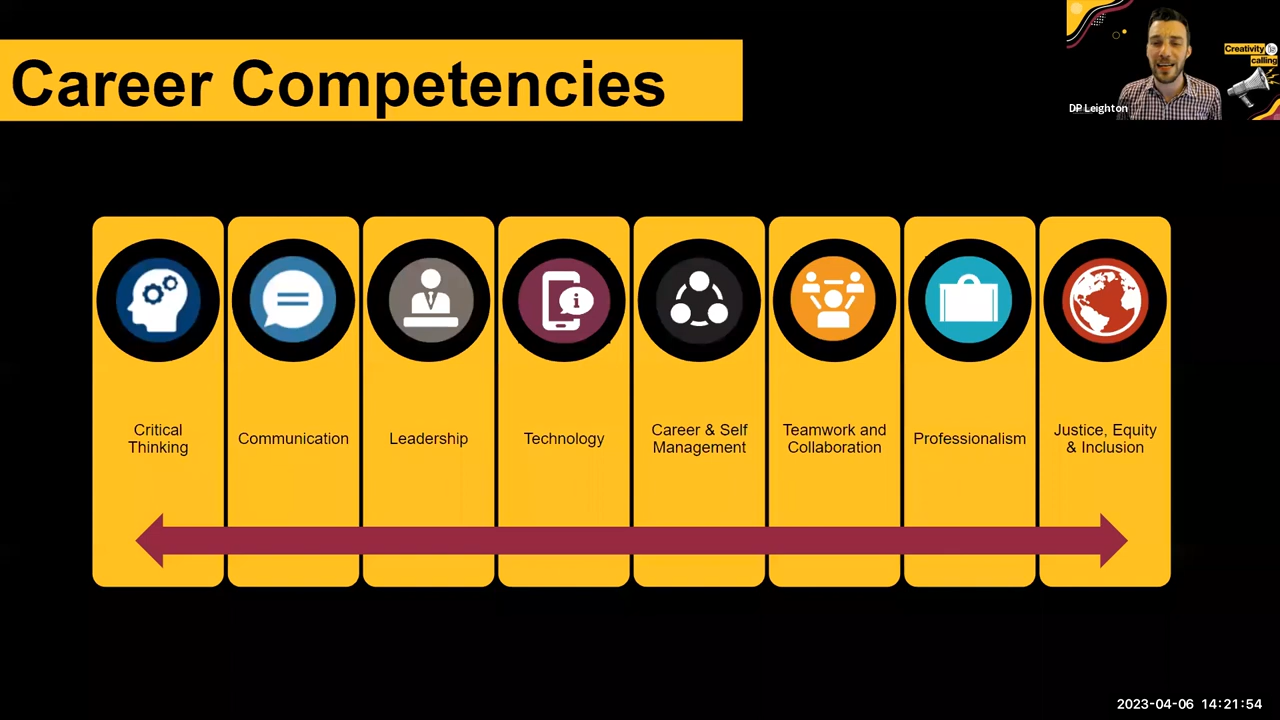 Career Competencies
Creativity
calling
DP Leighton
i
Critical
Thinking
Communication
Leadership
Technology
Career & Self
Management
Teamwork and
Collaboration
Professionalism
Justice, Equity
& Inclusion
2023-04-06 14:21:54